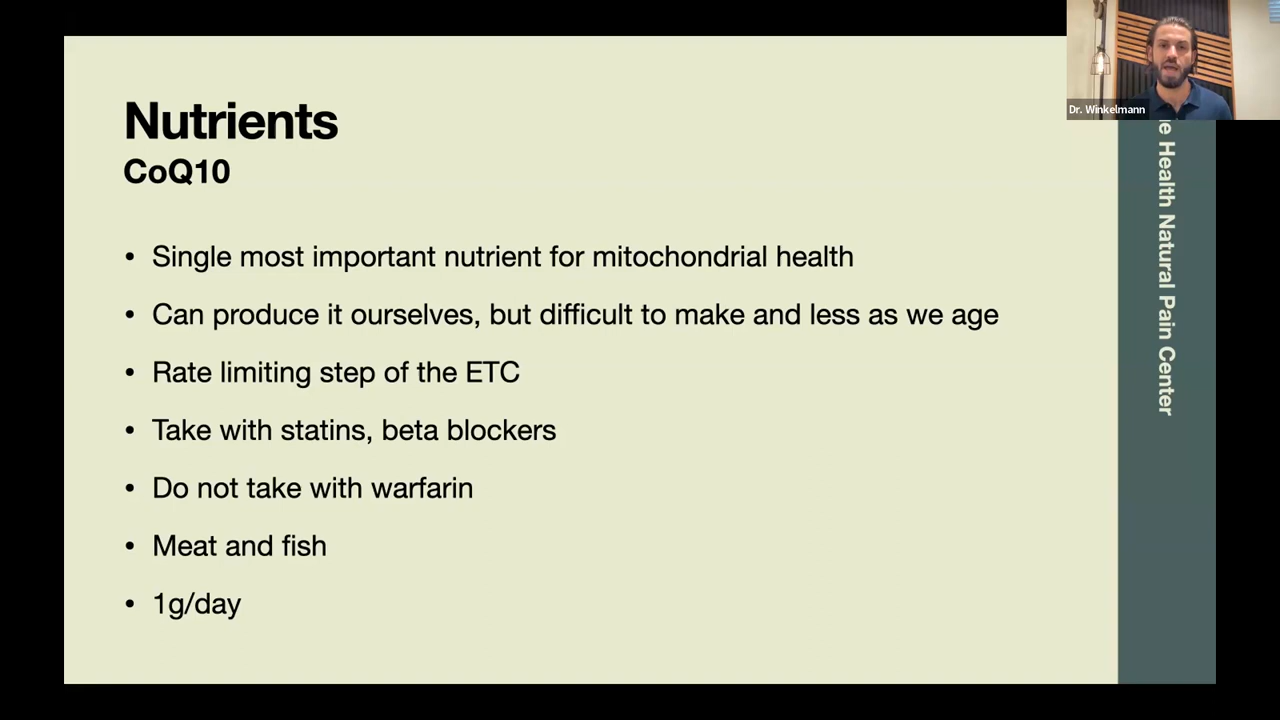 Nutrients
CoQ10
• Single most important nutrient for mitochondrial health
• Can produce it ourselves, but difficult to make and less as we age
• Rate limiting step of the ETC
• Take with statins, beta blockers
• Do not take with warfarin
• Meat and fish
• 1g/day
Dr. Winkelmann
Health Natural Pain Center